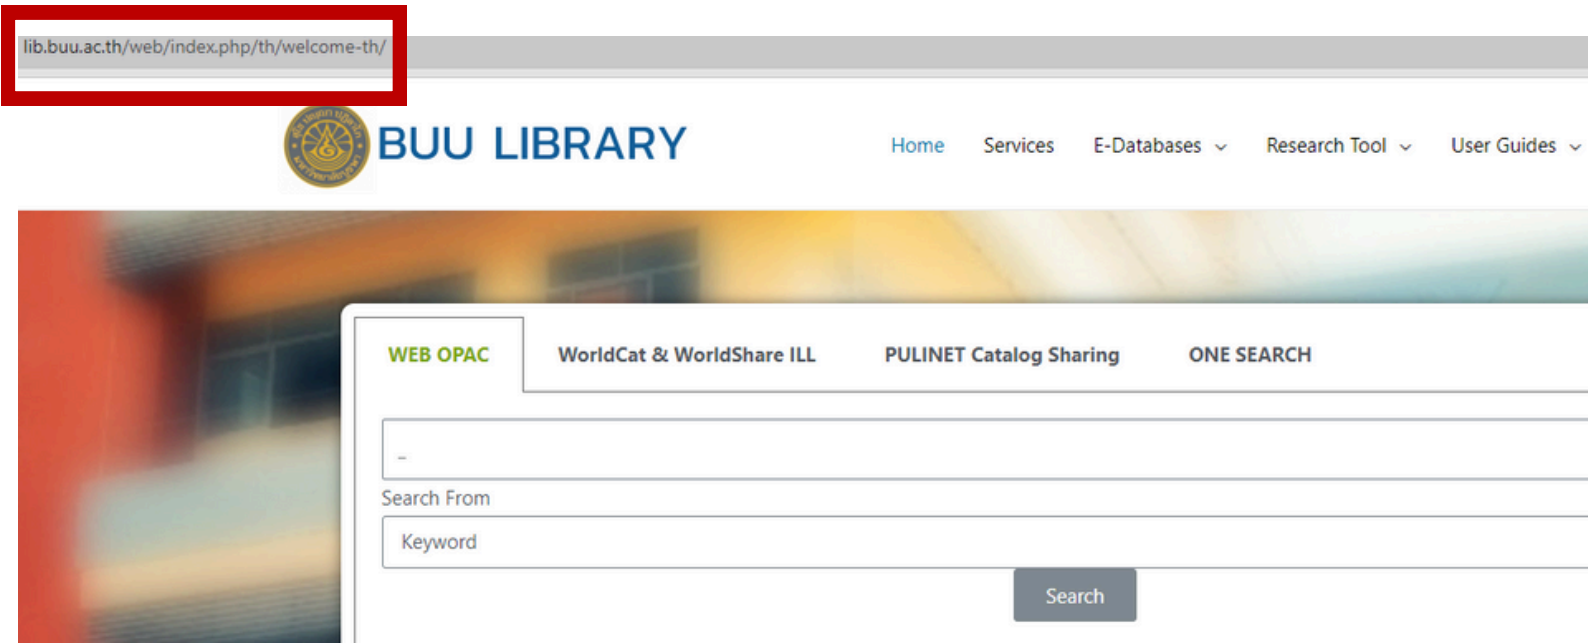 lib.buu.ac.th/web/index.php/th/welcome-th/
BUU LIBRARY
Home Services E-Databases Research Tool User Guides
WEB OPAC WorldCat & WorldShare ILL PULINET Catalog Sharing ONE SEARCH
Search From
Keyword
Search